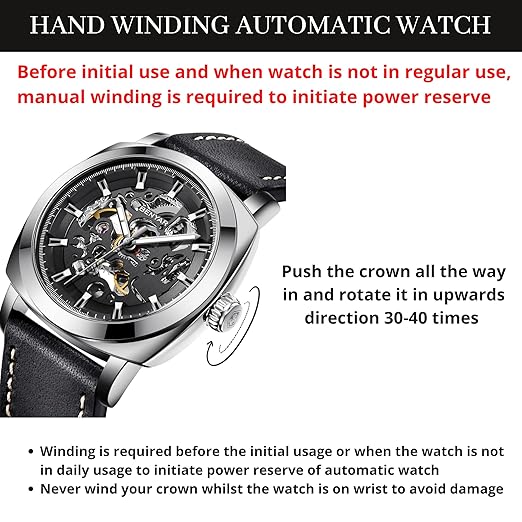 HAND WINDING AUTOMATIC WATCH
Before initial use and when watch is not in regular use,
manual winding is required to initiate power reserve
BENYAR
Push the crown all the way
in and rotate it in upwards
direction 30-40 times
• Winding is required before the initial usage or when the watch is not
in daily usage to initiate power reserve of automatic watch
• Never wind your crown whilst the watch is on wrist to avoid damage